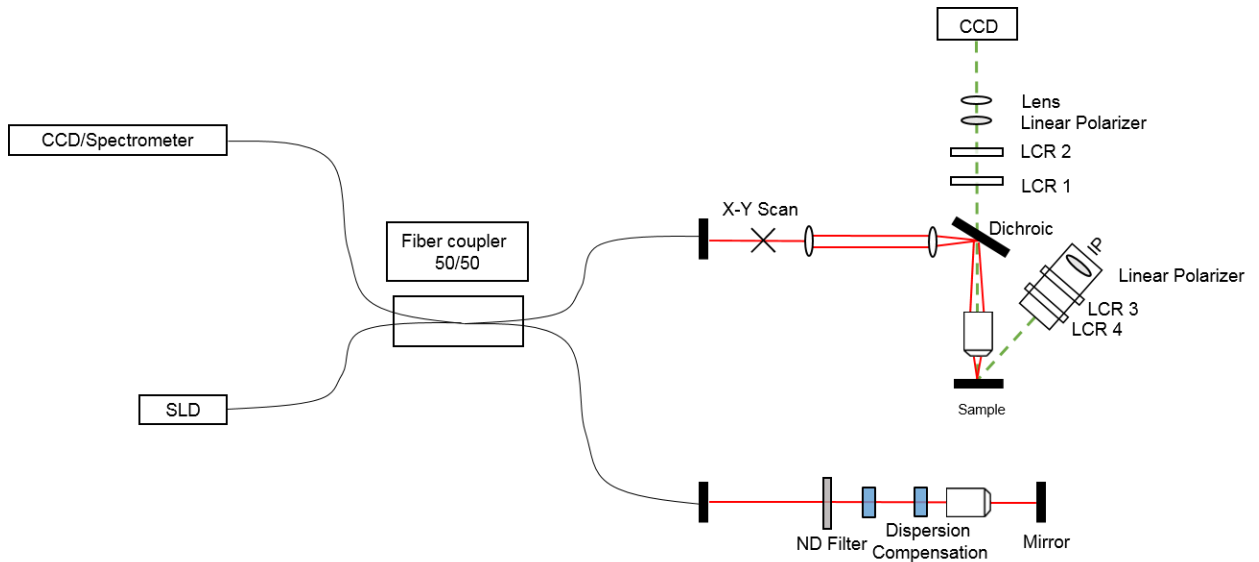 CCD
Lens
Linear Polarizer
CCD/Spectrometer
LCR 2
LCR 1
X-Y Scan
Dichroic
Fiber coupler
50/50
IP
Linear Polarizer
LCR 3
LCR 4
SLD
Sample
ND Filter
Dispersion
Compensation
Mirror